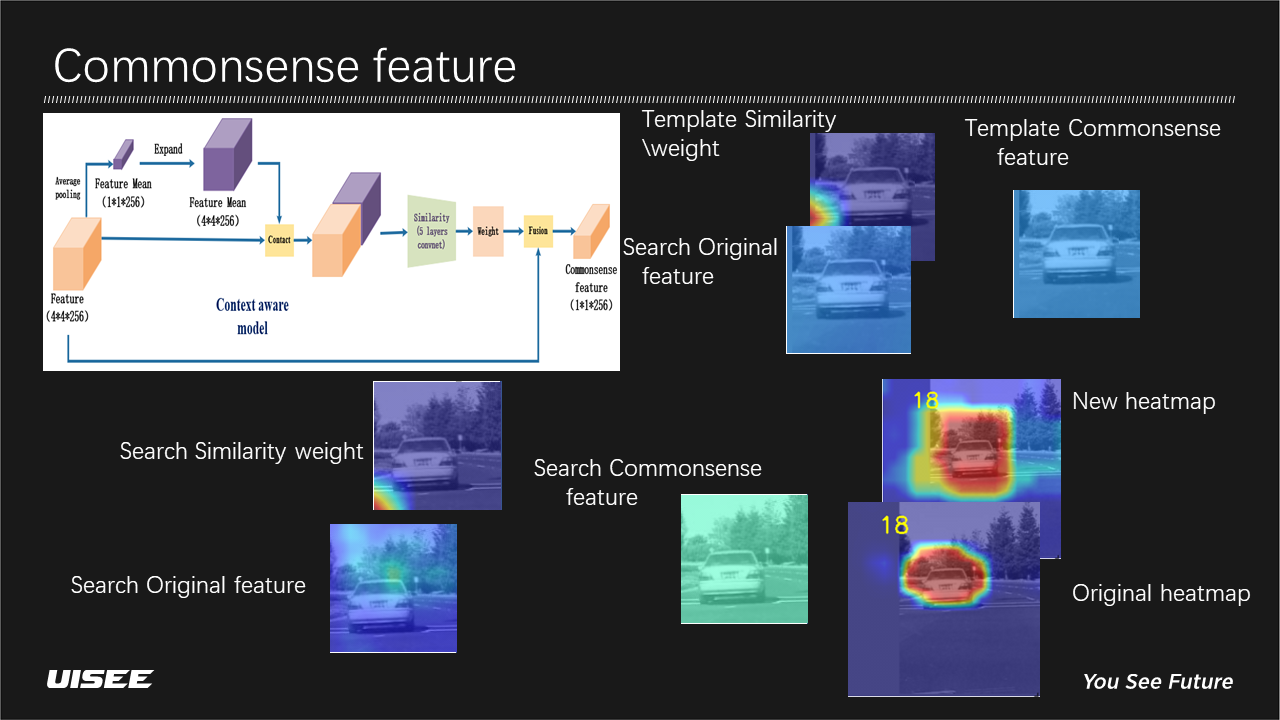 Commonsense feature
Average
pooling
Expand
Feature Mean
(1*1*256)
Feature Mean
(4*4*256)
Contact
Similarity
(5 layers
convnet)
Weight
Fusion
Commonsense
feature
(1*1*256)
Feature
(4*4*256)
Context aware
model
Template Similarity
\weight
Template Commonsense
feature
Search Original
feature
New heatmap
18
Search Similarity weight
Search Commonsense
feature
18
Search Original feature
Original heatmap
UISEE
You See Future